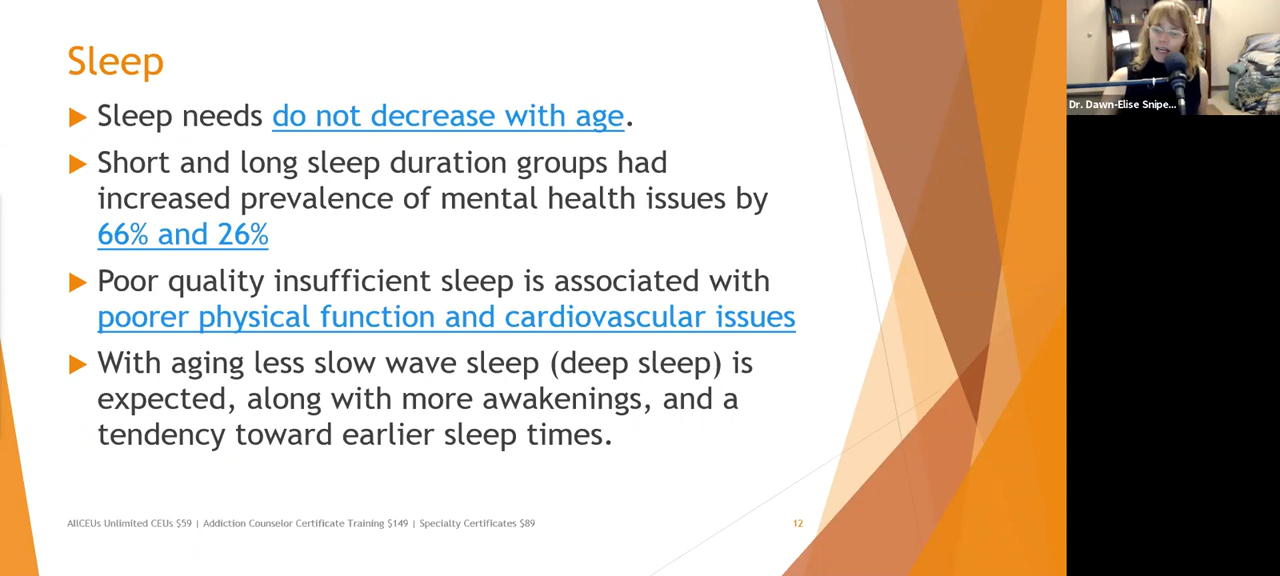 Sleep
Sleep needs do not decrease with age.
Short and long sleep duration groups had
increased prevalence of mental health issues by
66% and 26%
Poor quality insufficient sleep is associated with
poorer physical function and cardiovascular issues
With aging less slow wave sleep (deep sleep) is
expected, along with more awakenings, and a
tendency toward earlier sleep times.
AllCEUs Unlimited CEUs $59 | Addiction Counselor Certificate Training $149 | Specialty Certificates $89
12
Dr. Dawn-Elise Snipe...